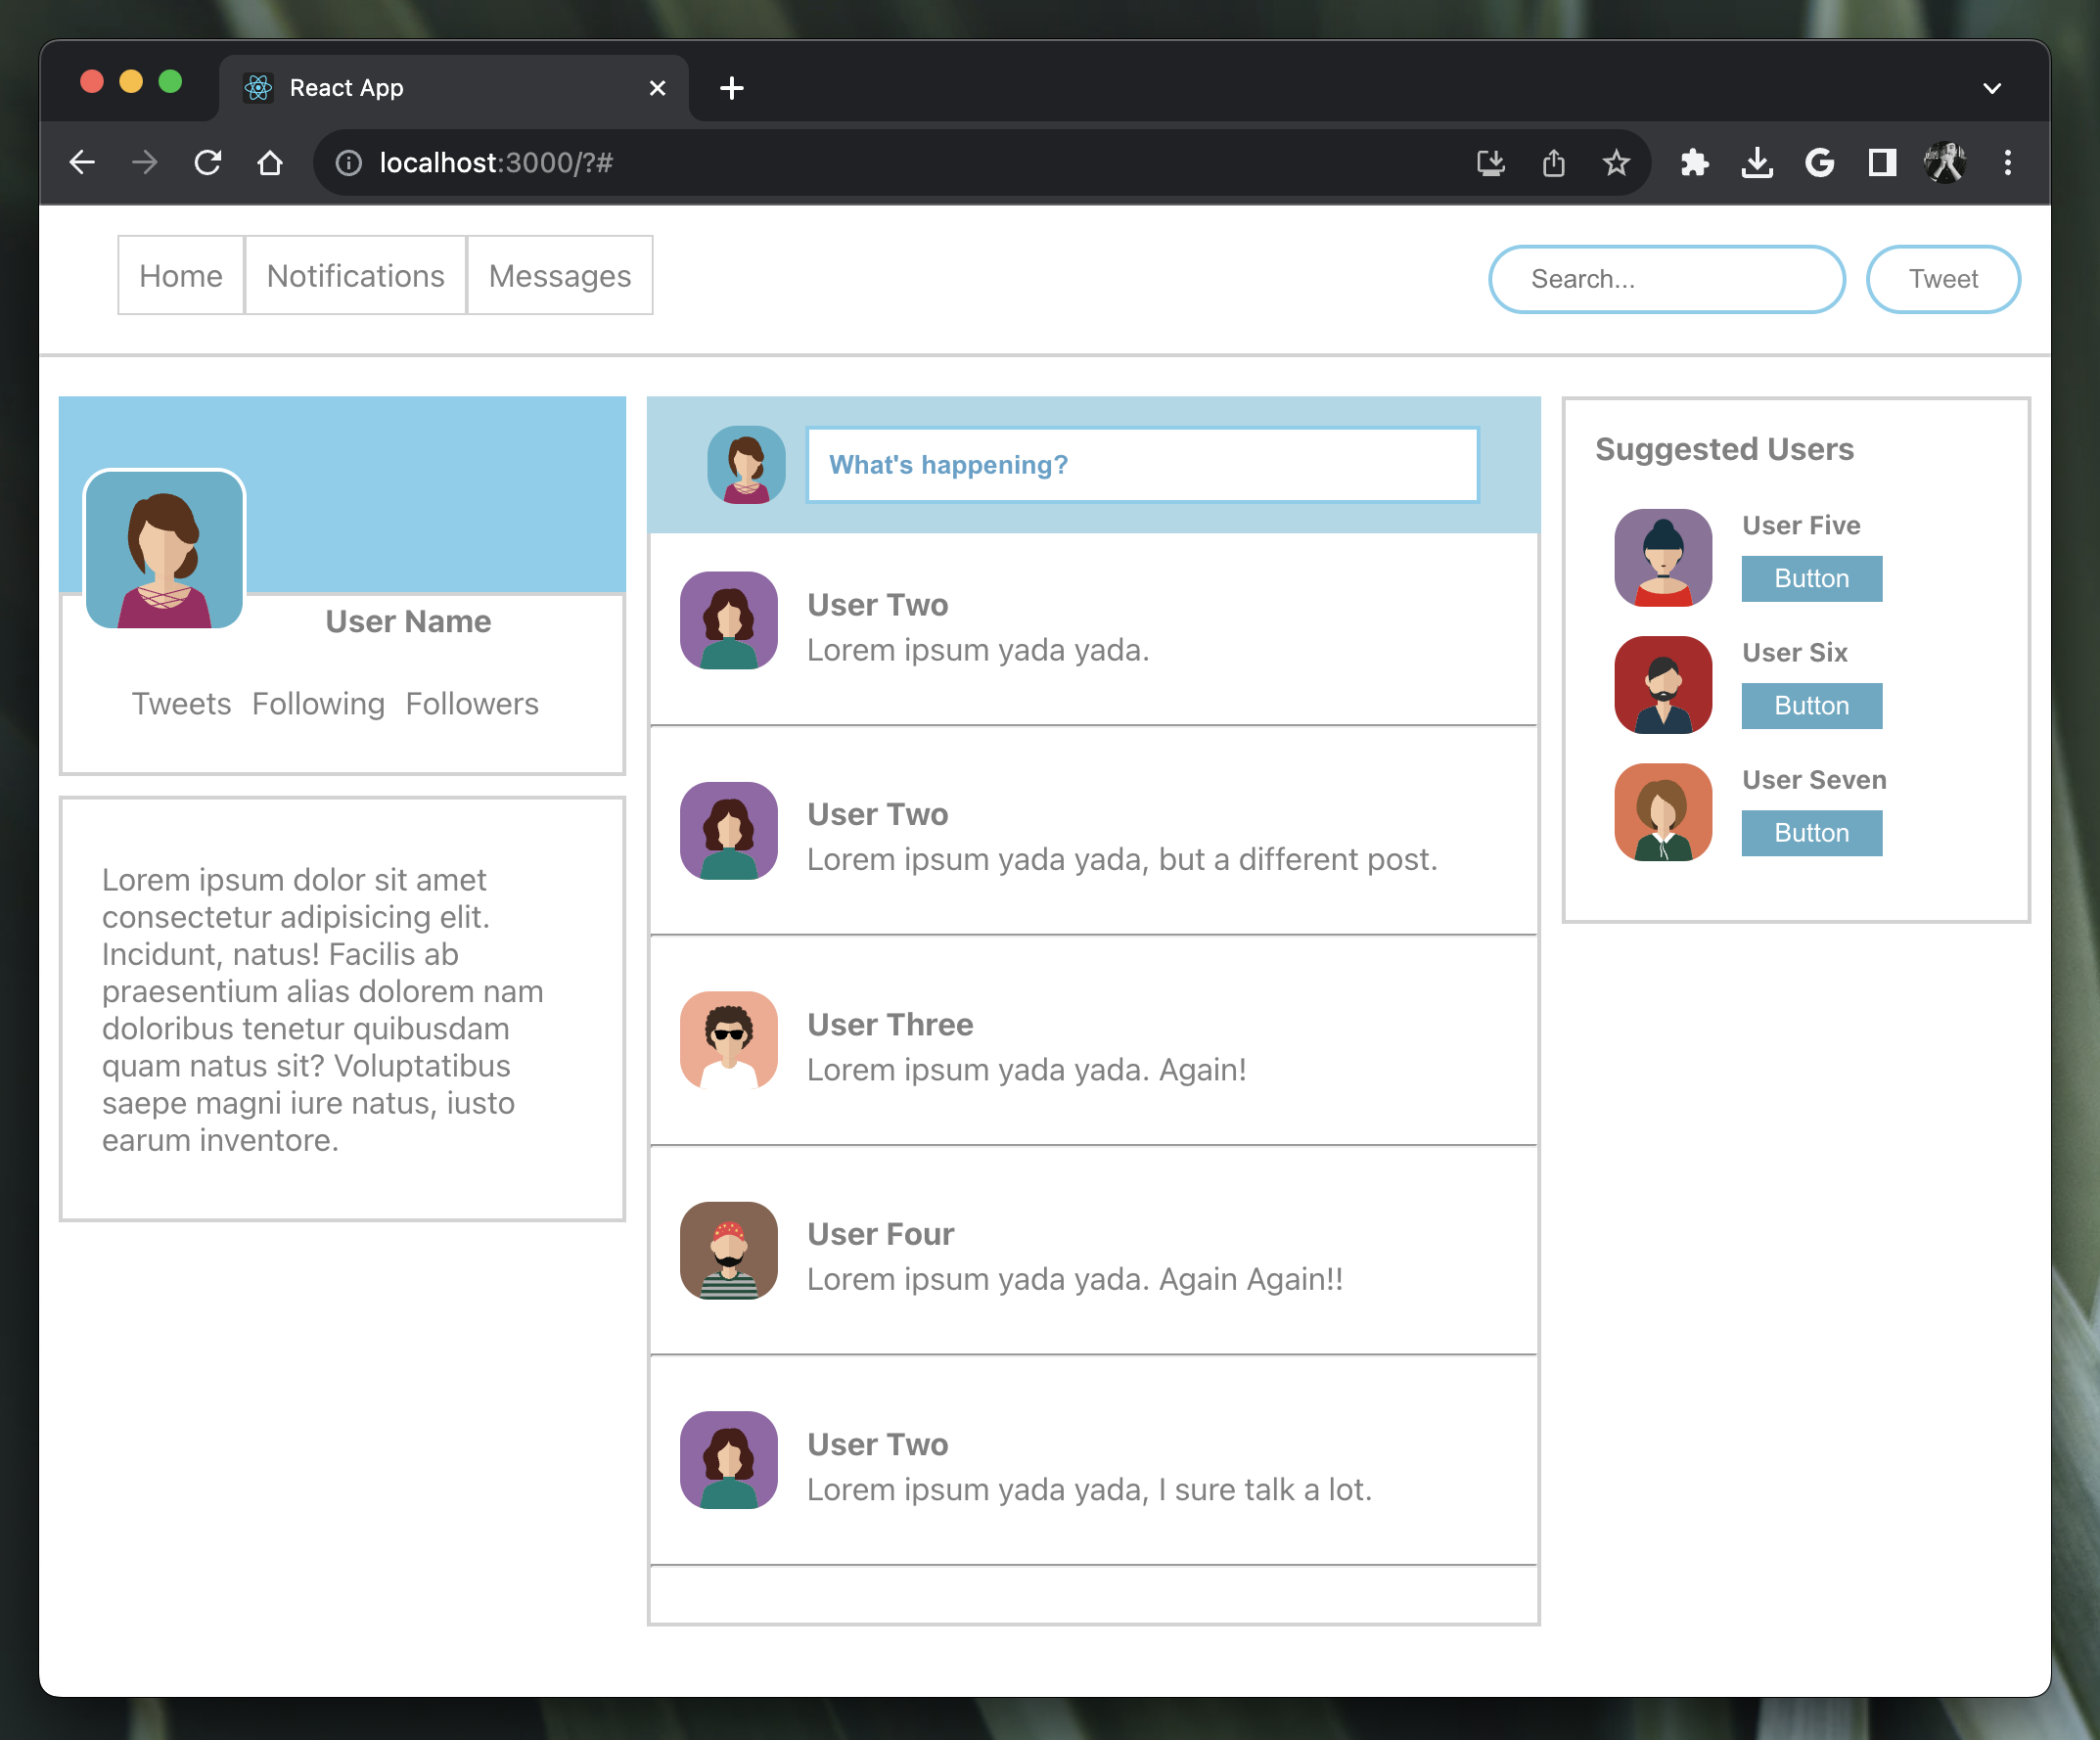 React App
localhost:3000/?#
Home Notifications Messages
Search...
Tweet
User Name
Tweets Following Followers
Lorem ipsum dolor sit amet
consectetur adipisicing elit.
Incidunt, natus! Facilis ab
praesentium alias dolorem nam
doloribus tenetur quibusdam
quam natus sit? Voluptatibus
saepe magni iure natus, iusto
earum inventore.
What's happening?
User Two
Lorem ipsum yada yada.
User Two
Lorem ipsum yada yada, but a different post.
User Three
Lorem ipsum yada yada. Again!
User Four
Lorem ipsum yada yada. Again Again!!
User Two
Lorem ipsum yada yada, I sure talk a lot.
Suggested Users
User Five
Button
User Six
Button
User Seven
Button